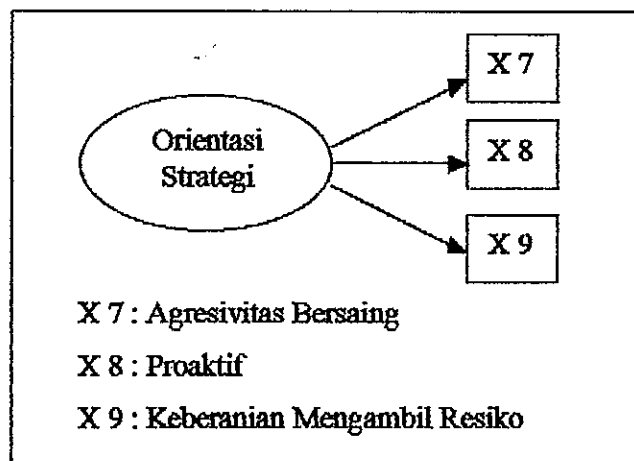 X 7
Orientasi
Strategi
X 8
X 9
X 7 : Agresivitas Bersaing
X 8 : Proaktif
X 9 : Keberanian Mengambil Resiko